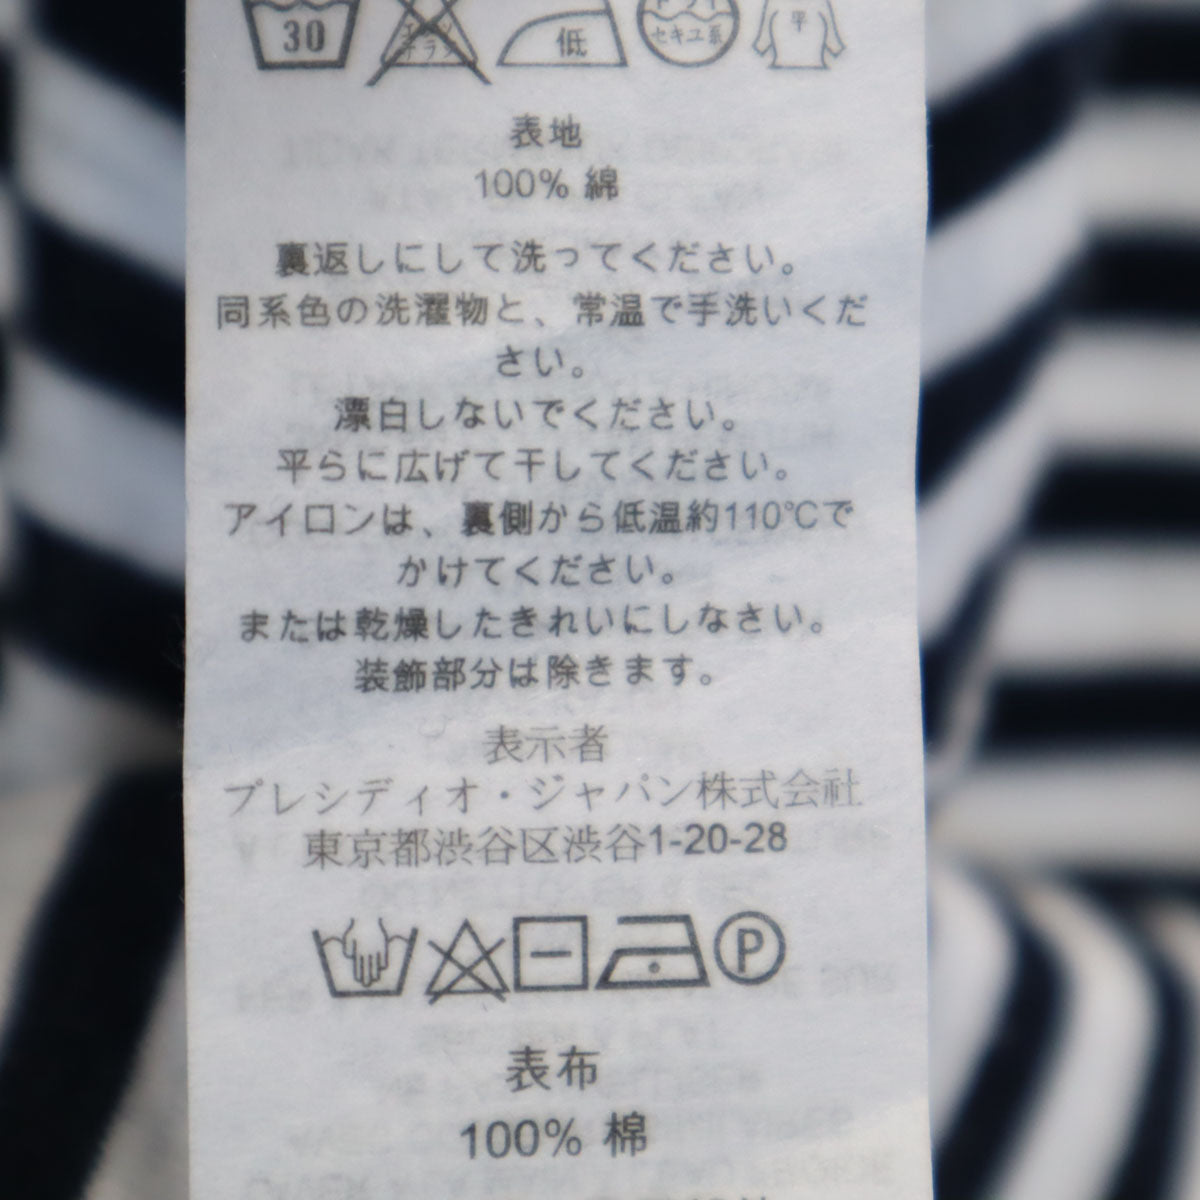 30
低
セキユ系
平
表地
100% 綿
裏返しにして洗ってください。
同系色の洗濯物と、常温で手洗いくだ
さい。
漂白しないでください。
平らに広げて干してください。
アイロンは、裏側から低温約110℃で
かけてください。
または乾燥したきれいにしなさい。
装飾部分は除きます。
表示者
プレシディオ・ジャパン株式会社
東京都渋谷区渋谷1-20-28
P
表布
100% 棉